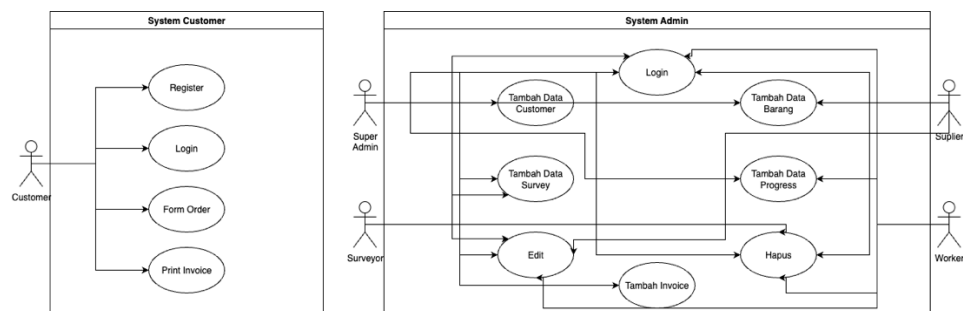 System Customer
Register
Login
Form Order
Print Invoice
Customer
System Admin
Login
Tambah Data
Customer
Tambah Data
Barang
Super
Admin
Suplier
Tambah Data
Survey
Tambah Data
Progress
Surveyor
Edit
Hapus
Worker
Tambah Invoice